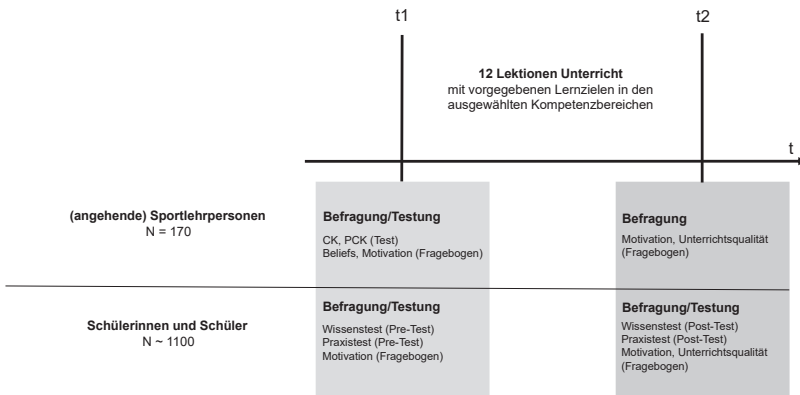 t1
t2
12 Lektionen Unterricht
mit vorgegebenen Lernzielen in den
ausgewählten Kompetenzbereichen
t
(angehende) Sportlehrpersonen
N = 170
Befragung/Testung
CK, PCK (Test)
Beliefs, Motivation (Fragebogen)
Befragung
Motivation, Unterrichtsqualität
(Fragebogen)
Schülerinnen und Schüler
N ~ 1100
Befragung/Testung
Wissenstest (Pre-Test)
Praxistest (Pre-Test)
Motivation (Fragebogen)
Befragung/Testung
Wissenstest (Post-Test)
Praxistest (Post-Test)
Motivation, Unterrichtsqualität
(Fragebogen)